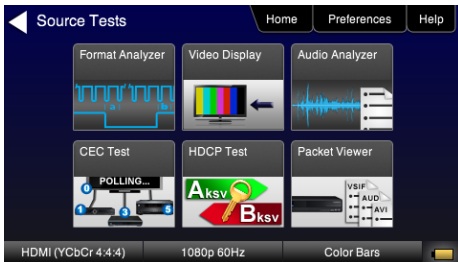 Source Tests
Home
Preferences
Help
Format Analyzer
Video Display
Audio Analyzer
CEC Test
HDCP Test
Packet Viewer
POLLING...
0
1
3
5
Aksv
Bksv
VSIF
AUD
AVI
HDMI (YCbCr 4:4:4)
1080p 60Hz
Color Bars